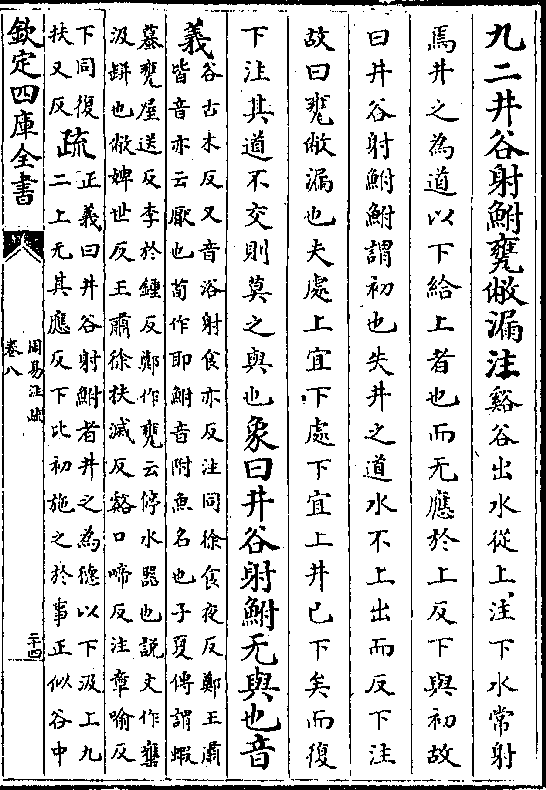 九二井谷射鮒甕敝漏注谿谷出水從上注下水常射
焉井之為道以下給上者也而无應於上反下與初故
曰井谷射鮒鮒謂初也失井之道水不上出而反下注
故曰甕敝漏也夫處上宜下處下宜上井已下矣而復
下注其道不交則莫之與也象曰井谷射鮒无與也音
義谷古木反又音浴射食亦反注同徐食夜反鄭王肅
皆音亦云厭也荀作耶鮒音附魚名也子夏傳謂蝦
蟇甕屋送反李於鍾反鄭作甕云停水器也說文作罋
汲缾也敝婢世反王肅徐扶滅反谿口啼反注章喻反
下同復
扶又反疏正義曰井谷射鮒者井之為德以下汲上九
二上无其應反下比初施之於事正似谷中
欽定四庫全書
周易注疏
卷八
二十四